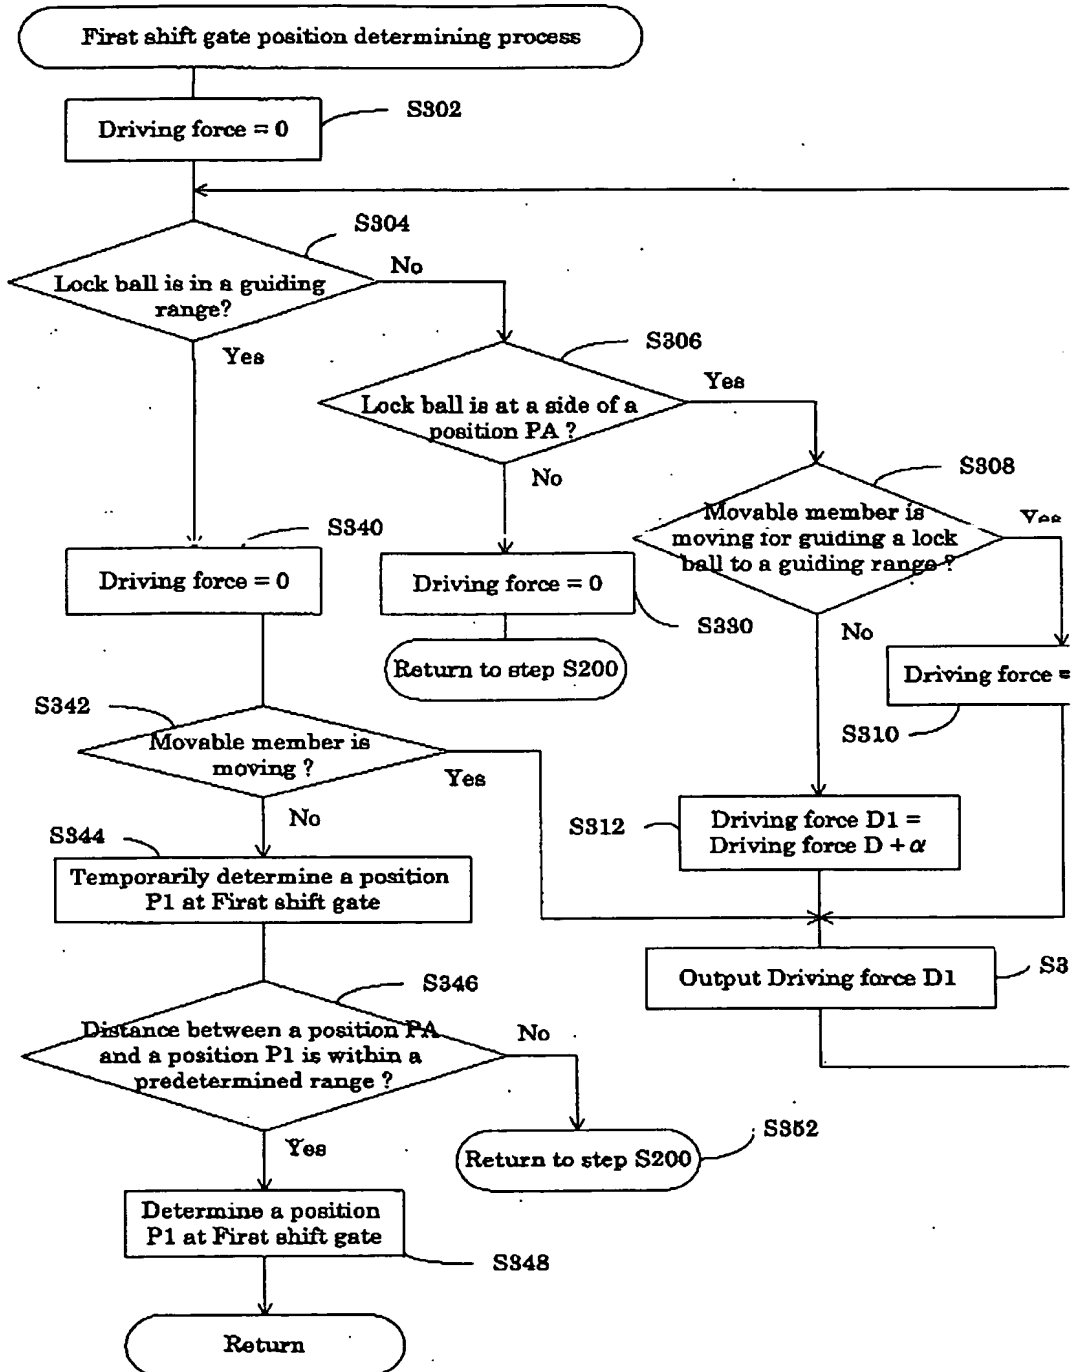 First shift gate position determining process
S302
Driving force = 0
S304
Lock ball is in a guiding
range?
No
Yes
S306
Lock ball is at a side of a
position PA ?
Yes
No
S308
Movable member is
moving for guiding a lock
ball to a guiding range ?
Yes
No
S340
Driving force = 0
Driving force = 0
S330
Return to step S200
Driving force =
S310
S342
Movable member is
moving ?
Yes
No
S312
Driving force D1 =
Driving force D + α
S344
Temporarily determine a position
P1 at First shift gate
Output Driving force D1
S3
S346
Distance between a position PA
and a position P1 is within a
predetermined range ?
No
Yes
S352
Return to step S200
Determine a position
P1 at First shift gate
S348
Return